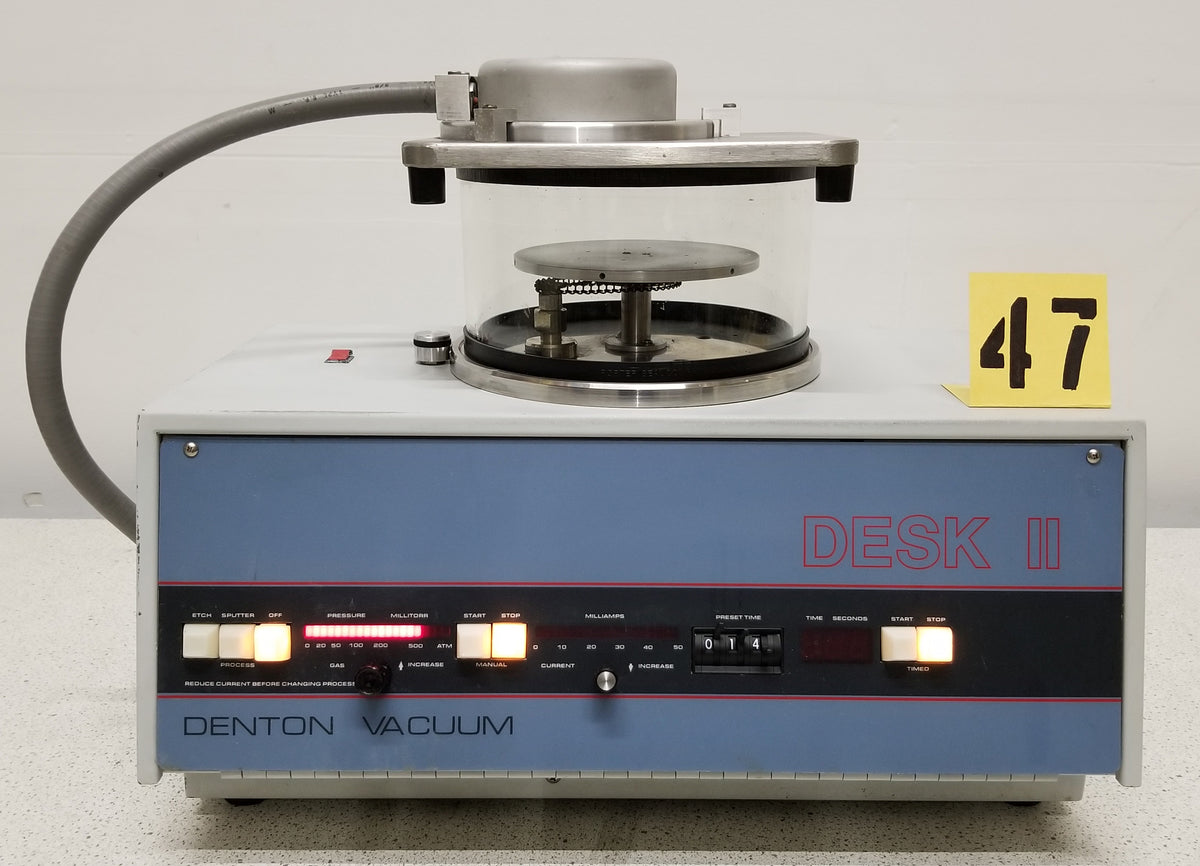 47
DESK II
ETCH SPUTTER OFF
PROCESS
PRESSURE MILLITORR
0 20 50 100 200 500 ATM
GAS INCREASE
REDUCE CURRENT BEFORE CHANGING PROCESS
START STOP
MANUAL
MILLIAMPS
0 10 20 30 40 50
CURRENT INCREASE
PRESET TIME
0 1 4
TIME SECONDS
START STOP
TIMED
DENTON VACUUM